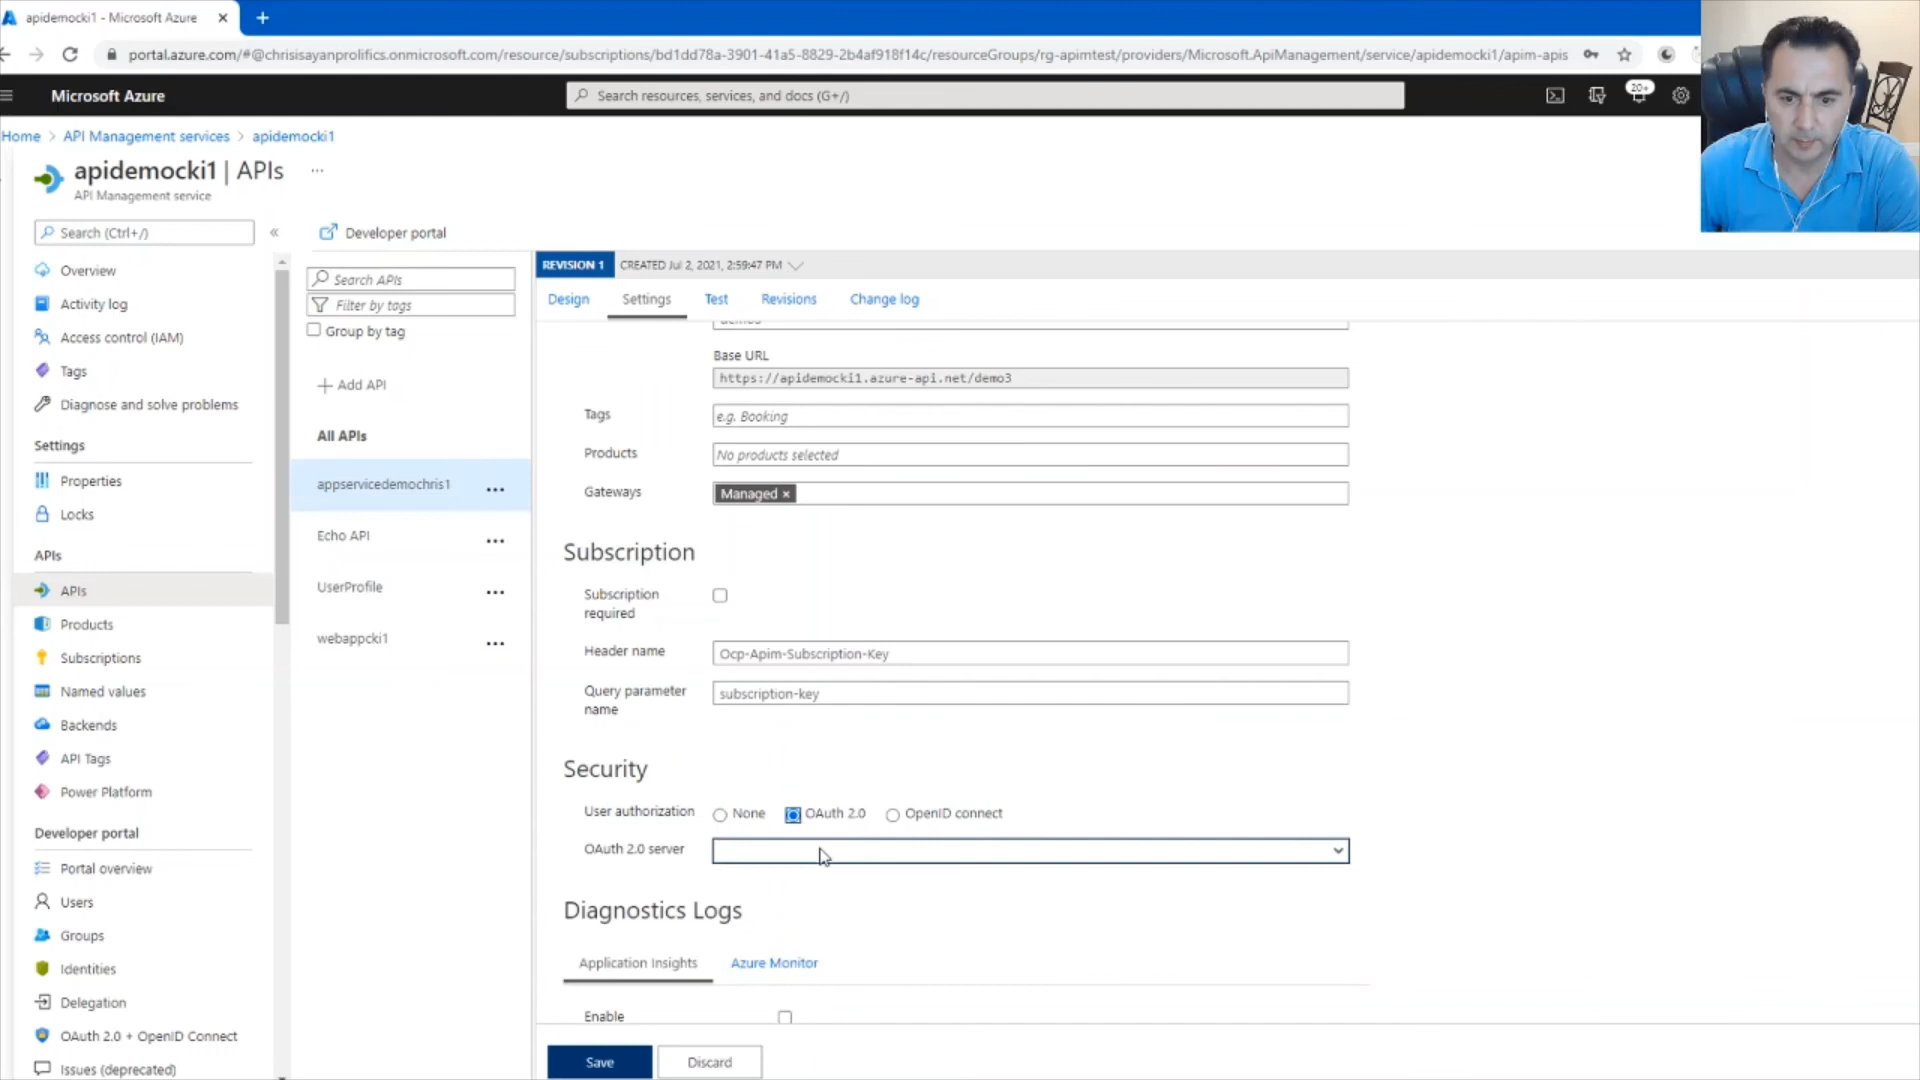 apidemocki1 - Microsoft Azure
portal.azure.com/#@chrisisayanprolifics.onmicrosoft.com/resource/subscriptions/bd1dd78a-3901-41a5-8829-2b4af918f14c/resourceGroups/rg-apimtest/providers/Microsoft.ApiManagement/service/apidemocki1/apim-apis
Microsoft Azure
Search resources, services, and docs (G+/)
20+
Home > API Management services > apidemocki1
apidemocki1 | APIs
API Management service
Search (Ctrl+/)
Overview
Activity log
Access control (IAM)
Tags
Diagnose and solve problems
Settings
Properties
Locks
APIs
APIs
Products
Subscriptions
Named values
Backends
API Tags
Power Platform
Developer portal
Portal overview
Users
Groups
Identities
Delegation
OAuth 2.0 + OpenID Connect
Issues (deprecated)
Developer portal
Search APIs
Filter by tags
Group by tag
Add API
All APIs
appservicedemochris1
Echo API
UserProfile
webappcki1
REVISION 1 CREATED Jul 2, 2021, 2:59:47 PM
Design Settings Test Revisions Change log
demo3
Base URL
https://apidemocki1.azure-api.net/demo3
Tags
e.g. Booking
Products
No products selected
Gateways
Managed ×
Subscription
Subscription
required
Header name
Ocp-Apim-Subscription-Key
Query parameter
name
subscription-key
Security
User authorization
None OAuth 2.0 OpenID connect
OAuth 2.0 server
Diagnostics Logs
Application Insights Azure Monitor
Enable
Save Discard